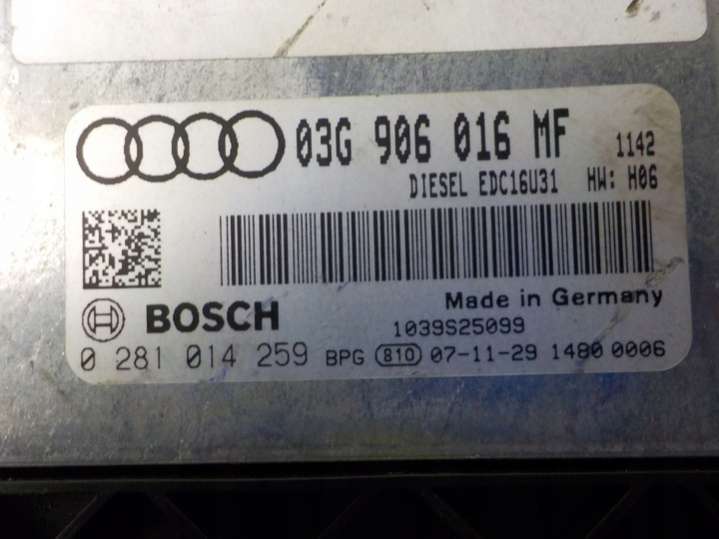 03G 906 016 MF 1142
DIESEL EDC16U31 HW: H06
Made in Germany
BOSCH 1039S25099
0 281 014 259 BPG 810 07-11-29 1480 0006